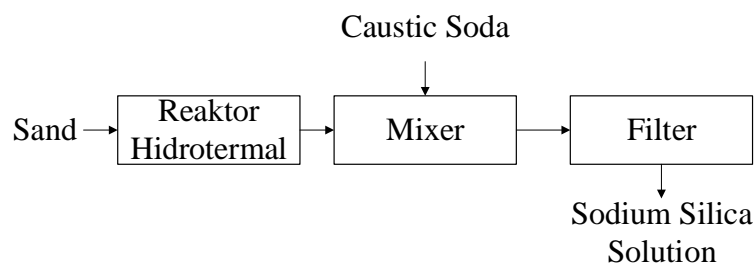 Caustic Soda
Sand
Reaktor
Hidrotermal
Mixer
Filter
Sodium Silica
Solution